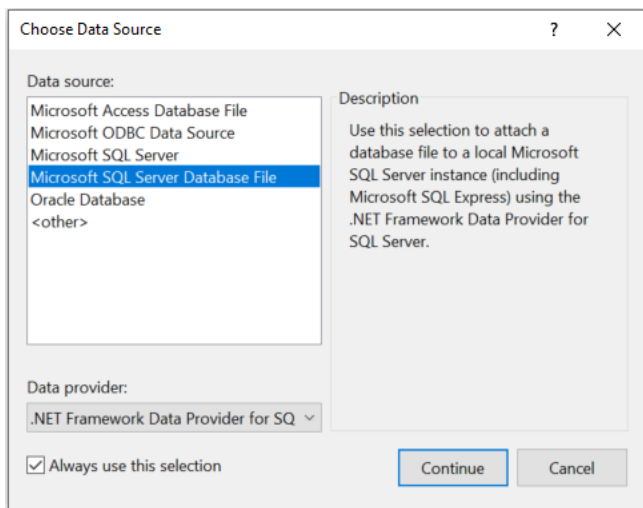 Choose Data Source
?
Data source:
Microsoft Access Database File
Microsoft ODBC Data Source
Microsoft SQL Server
Microsoft SQL Server Database File
Oracle Database
<other>
Description
Use this selection to attach a
database file to a local Microsoft
SQL Server instance (including
Microsoft SQL Express) using the
.NET Framework Data Provider for
SQL Server.
Data provider:
.NET Framework Data Provider for SQ
Always use this selection
Continue
Cancel